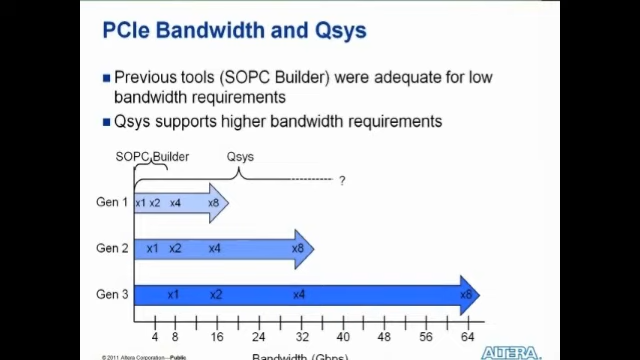 PCIe Bandwidth and Qsys
Previous tools (SOPC Builder) were adequate for low
bandwidth requirements
Qsys supports higher bandwidth requirements
SOPC Builder Qsys
?
Gen 1 x1 x2 x4 x8
Gen 2 x1 x2 x4 x8
Gen 3 x1 x2 x4 x8
4 8 16 24 32 40 48 56 64
Bandwidth (Gbps)
© 2011 Altera Corporation—Public
ALTERA